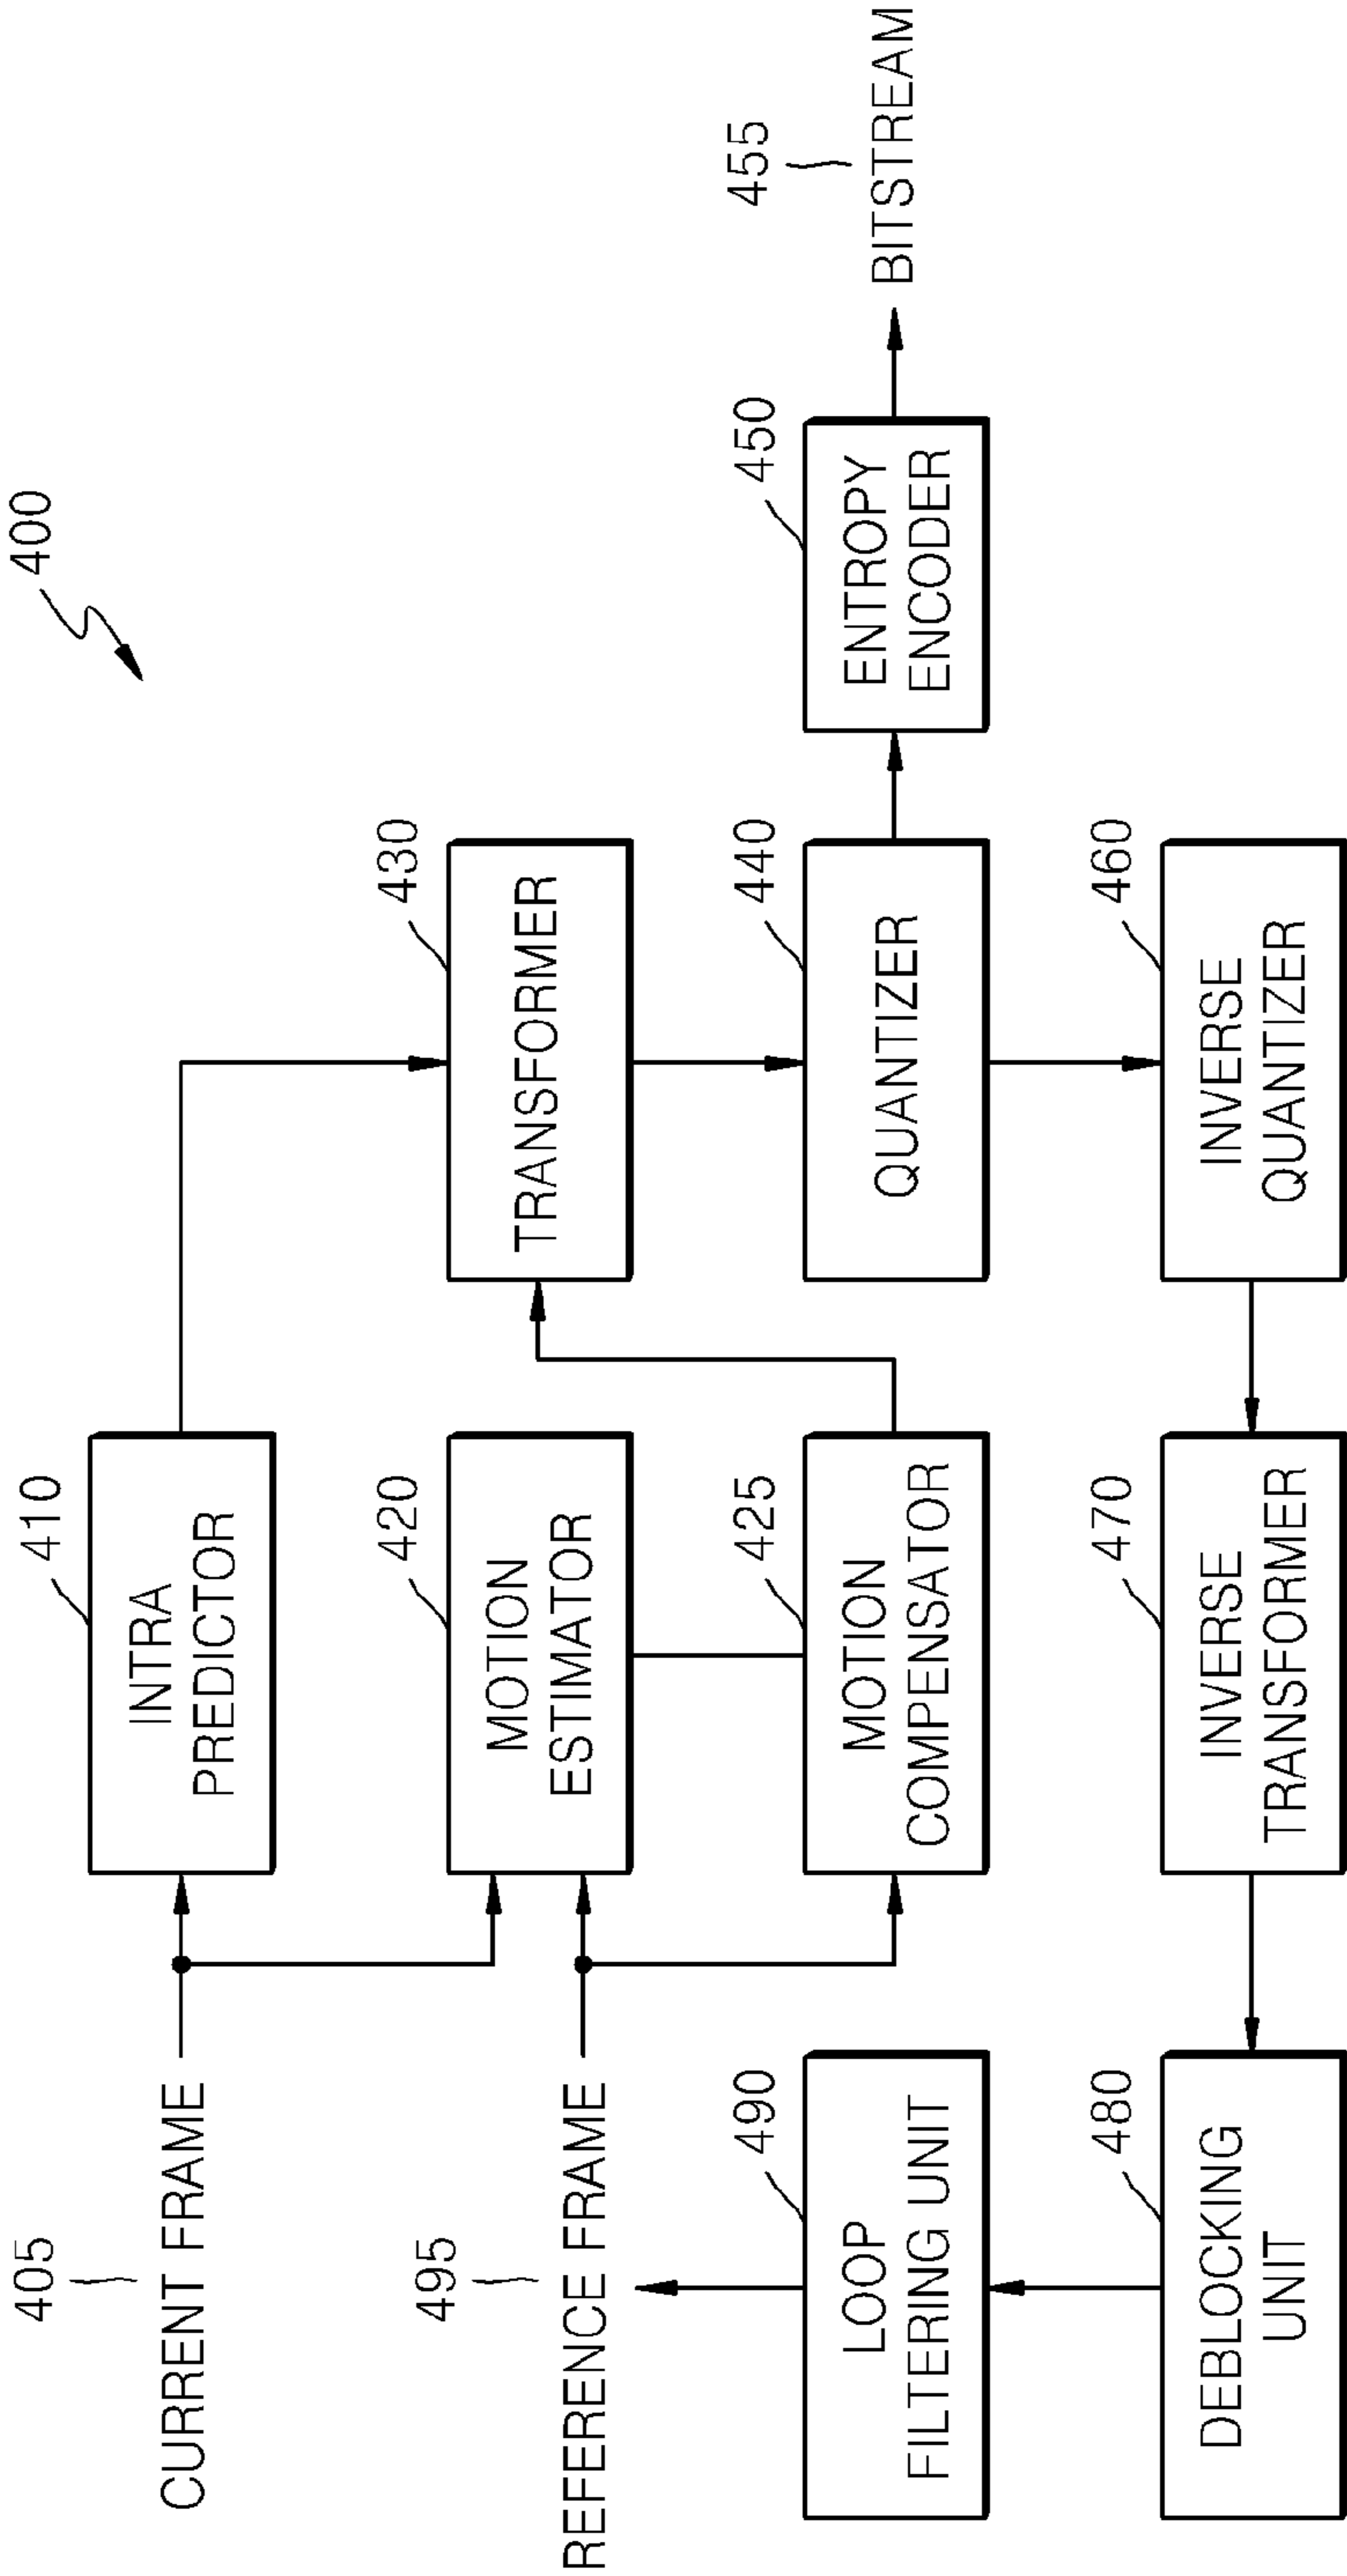 400
405
CURRENT FRAME
410
INTRA
PREDICTOR
495
REFERENCE FRAME
420
MOTION
ESTIMATOR
430
TRANSFORMER
490
LOOP
FILTERING UNIT
425
MOTION
COMPENSATOR
440
QUANTIZER
450
ENTROPY
ENCODER
455
BITSTREAM
480
DEBLOCKING
UNIT
470
INVERSE
TRANSFORMER
460
INVERSE
QUANTIZER